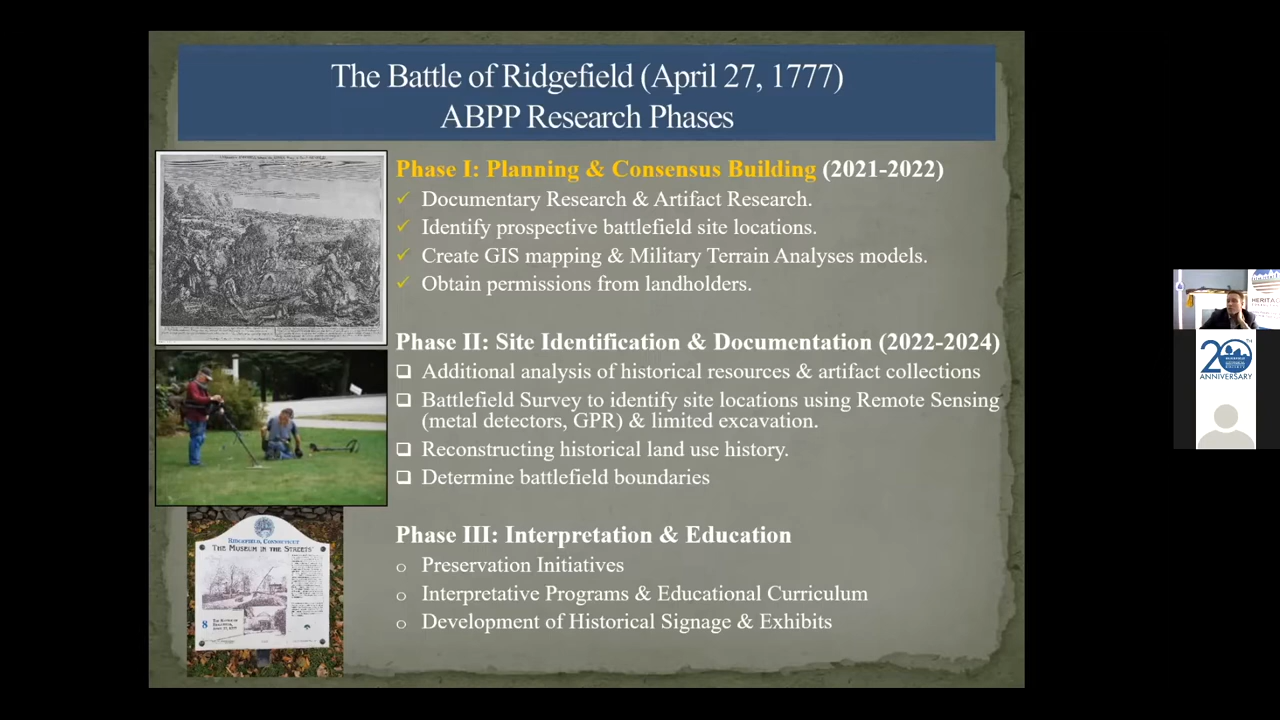 The Battle of Ridgefield (April 27, 1777)
ABPP Research Phases
Phase I: Planning & Consensus Building (2021-2022)
Documentary Research & Artifact Research.
Identify prospective battlefield site locations.
Create GIS mapping & Military Terrain Analyses models.
Obtain permissions from landholders.
Phase II: Site Identification & Documentation (2022-2024)
Additional analysis of historical resources & artifact collections
Battlefield Survey to identify site locations using Remote Sensing
(metal detectors, GPR) & limited excavation.
Reconstructing historical land use history.
Determine battlefield boundaries
Phase III: Interpretation & Education
Preservation Initiatives
Interpretative Programs & Educational Curriculum
Development of Historical Signage & Exhibits
RIDGEFIELD, CONNECTICUT
THE MUSEUM IN THE STREETS
8
20TH
ANNIVERSARY